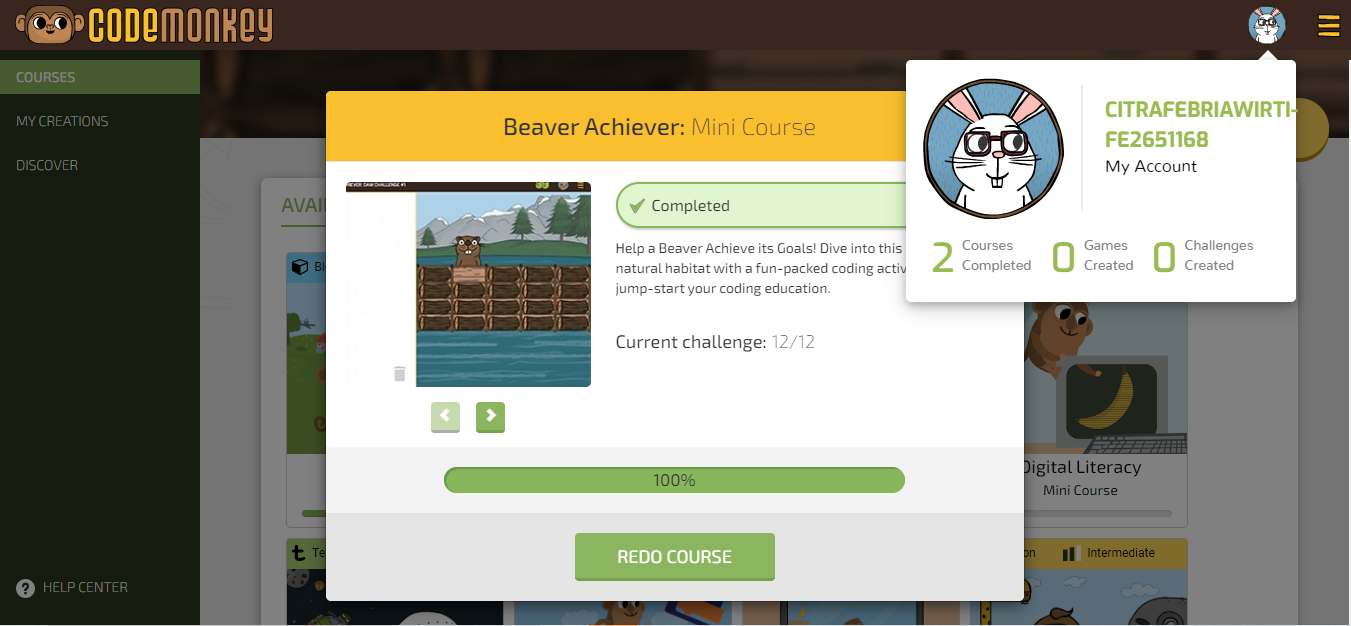 CODEMONKEY
COURSES
MY CREATIONS
DISCOVER
HELP CENTER
Beaver Achiever: Mini Course
DAM CHALLENGE #1
Completed
Help a Beaver Achieve its Goals! Dive into this
natural habitat with a fun-packed coding
jump-start your coding education.
Current challenge: 12/12
100%
REDO COURSE
CITRAFEBRIAWIRTI-
FE2651168
My Account
2 Courses
Completed
0 Games
Created
0 Challenges
Created
Digital Literacy
Mini Course
Intermediate